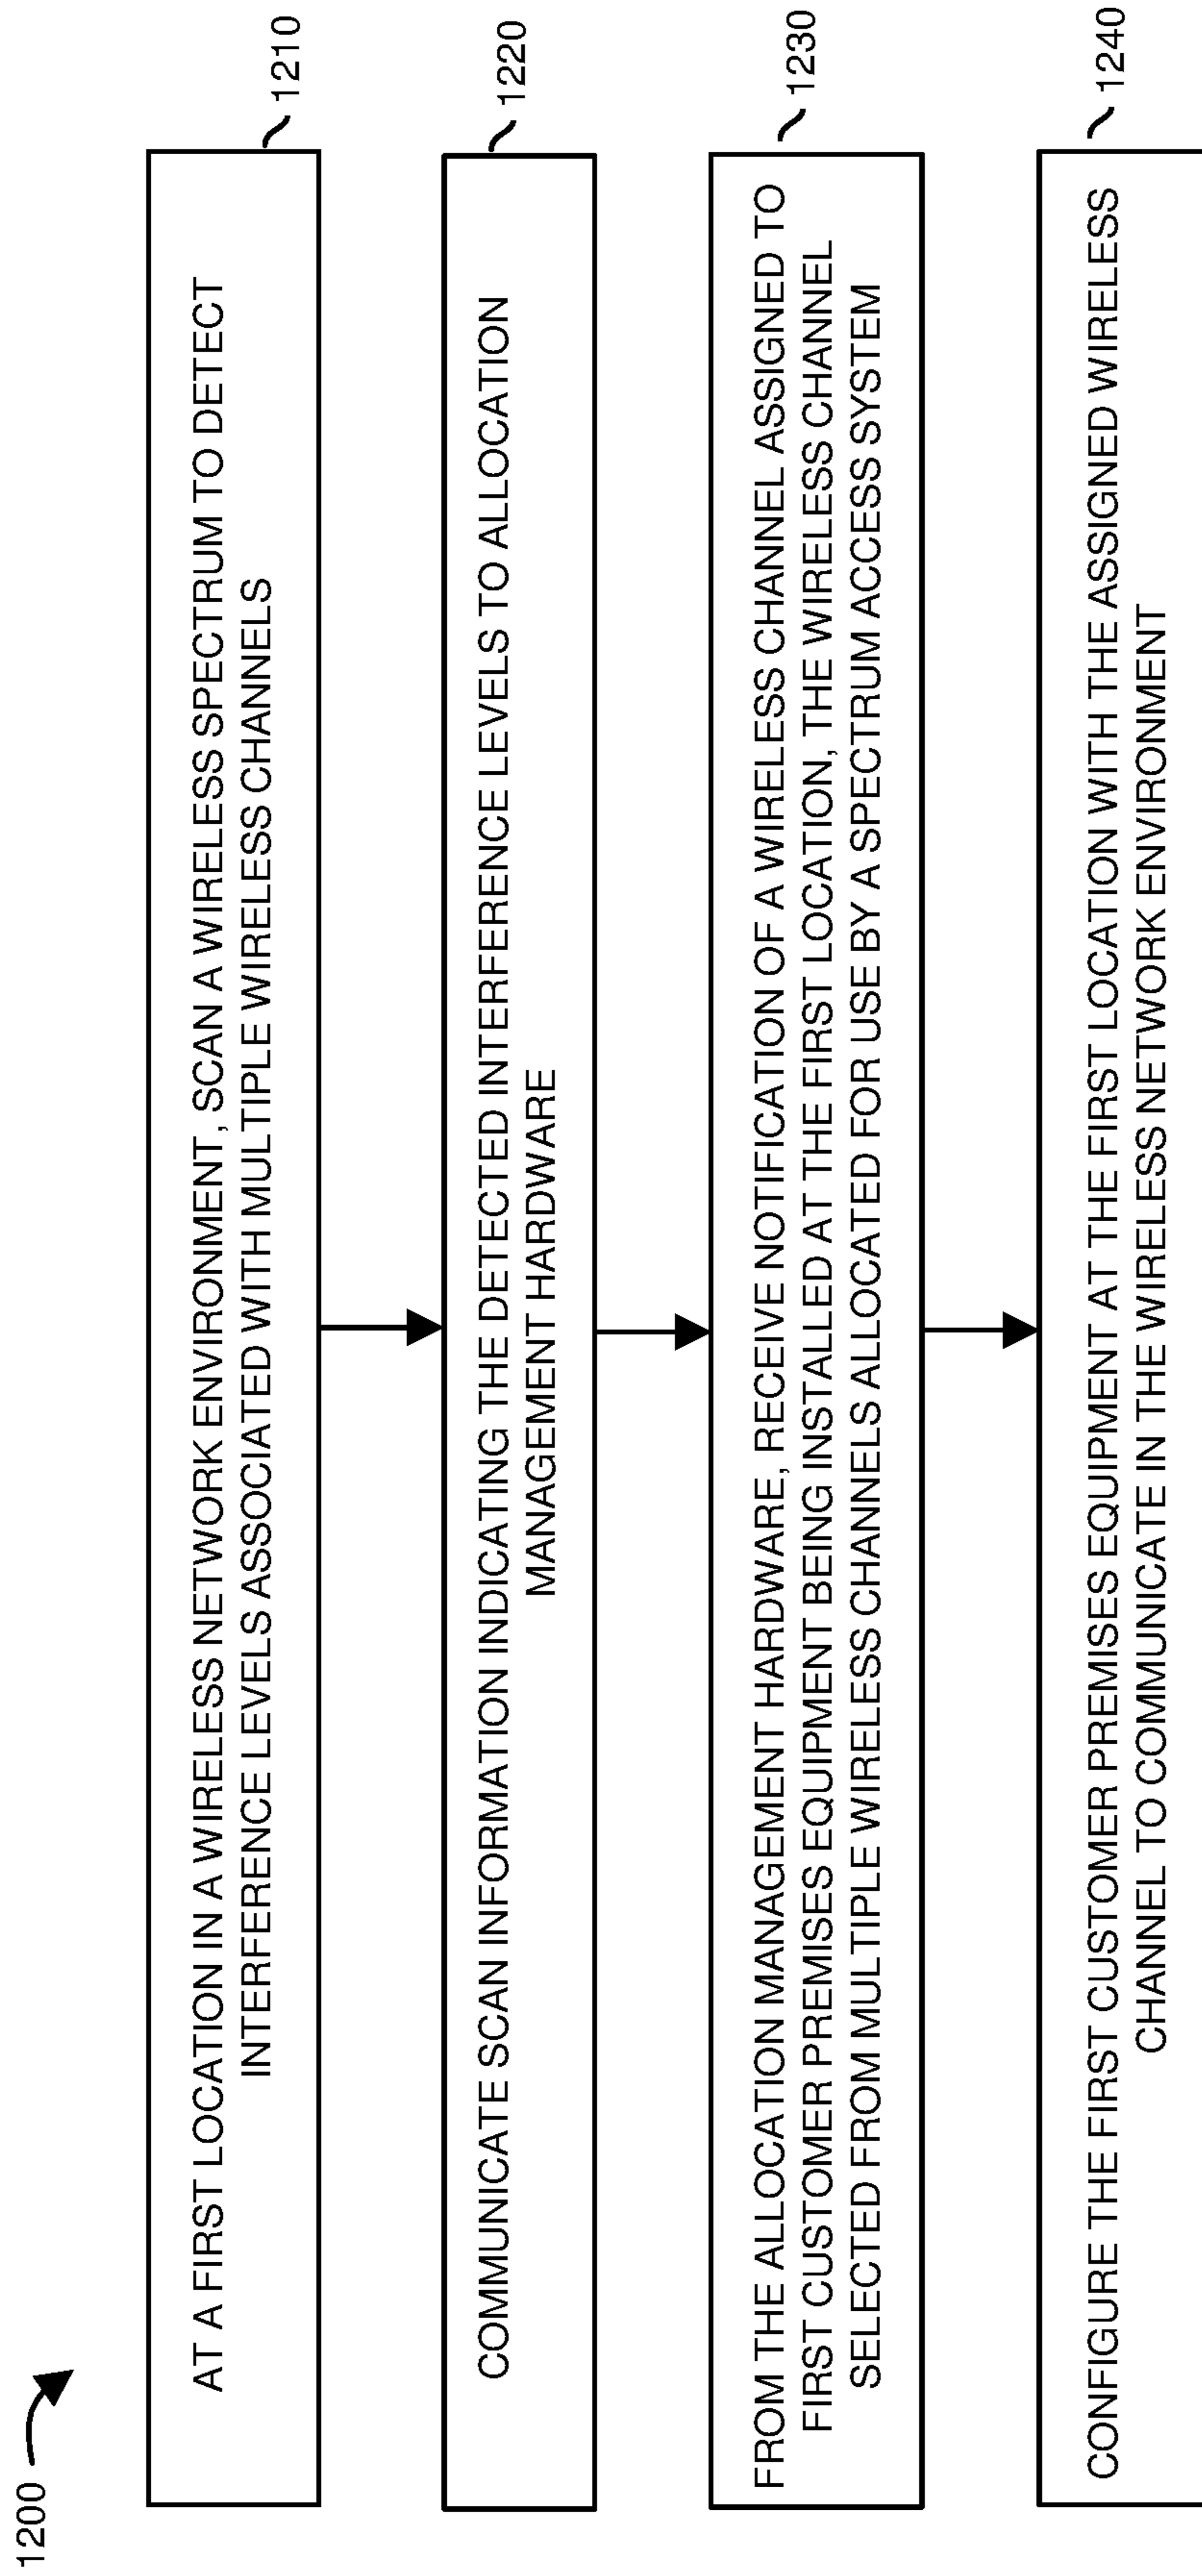 1200
AT A FIRST LOCATION IN A WIRELESS NETWORK ENVIRONMENT, SCAN A WIRELESS SPECTRUM TO DETECT
INTERFERENCE LEVELS ASSOCIATED WITH MULTIPLE WIRELESS CHANNELS
1210
COMMUNICATE SCAN INFORMATION INDICATING THE DETECTED INTERFERENCE LEVELS TO ALLOCATION
MANAGEMENT HARDWARE
1220
FROM THE ALLOCATION MANAGEMENT HARDWARE, RECEIVE NOTIFICATION OF A WIRELESS CHANNEL ASSIGNED TO
FIRST CUSTOMER PREMISES EQUIPMENT BEING INSTALLED AT THE FIRST LOCATION, THE WIRELESS CHANNEL
SELECTED FROM MULTIPLE WIRELESS CHANNELS ALLOCATED FOR USE BY A SPECTRUM ACCESS SYSTEM
1230
CONFIGURE THE FIRST CUSTOMER PREMISES EQUIPMENT AT THE FIRST LOCATION WITH THE ASSIGNED WIRELESS
CHANNEL TO COMMUNICATE IN THE WIRELESS NETWORK ENVIRONMENT
1240